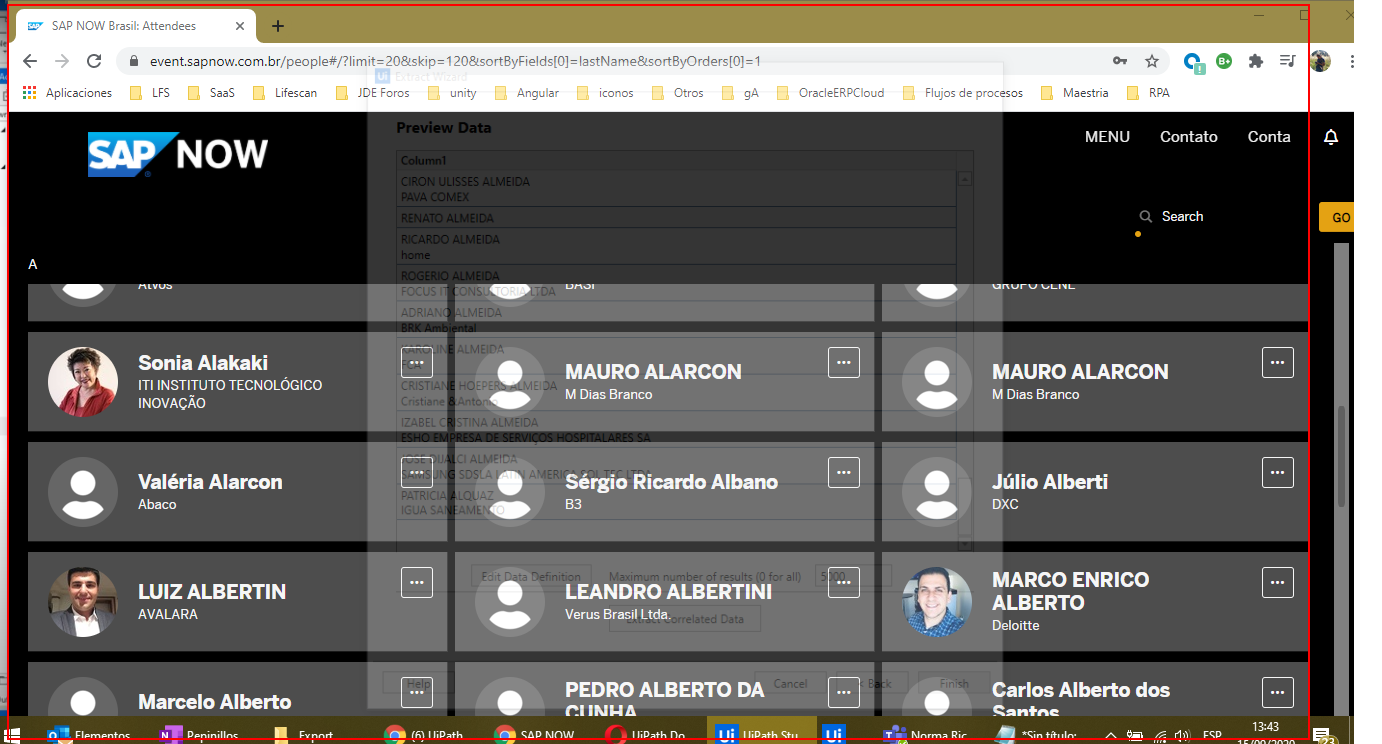 SAP NOW Brasil: Attendees
event.sapnow.com.br/people#/?limit=20&skip=120&sortByFields[0]=lastName&sortByOrders[0]=1
Extract Wizard
Aplicaciones LFS SaaS Lifescan JDE Foros unity Angular iconos Otros gA OracleERPCloud Flujos de procesos Maestria RPA
SAP NOW
MENU Contato Conta
Search
GO
Preview Data
Column1
CIRON ULISSES ALMEIDA
PAVA COMEX
RENATO ALMEIDA
RICARDO ALMEIDA
home
ROGERIO ALMEIDA
FOCUS IT CONSULTORIA LTDA
ADRIANO ALMEIDA
BRK Ambiental
KAROLINE ALMEIDA
FCA
CRISTIANE HOEPERS ALMEIDA
Cristiane &Antonio
IZABEL CRISTINA ALMEIDA
ESHO EMPRESA DE SERVIÇOS HOSPITALARES SA
JOSE DIJALCI ALMEIDA
SAMSUNG SDSLA LATIN AMERICA SOL TEC LTDA
PATRICIA ALQUAZ
IGUA SANEAMENTO
Edit Data Definition Maximum number of results (0 for all) 5000
Extract Correlated Data
Help Cancel < Back Finish
A
Atvos BASF GRUPO CENE
Sonia Alakaki
ITI INSTITUTO TECNOLÓGICO
INOVAÇÃO
MAURO ALARCON
M Dias Branco
MAURO ALARCON
M Dias Branco
Valéria Alarcon
Abaco
Sérgio Ricardo Albano
B3
Júlio Alberti
DXC
LUIZ ALBERTIN
AVALARA
LEANDRO ALBERTINI
Verus Brasil Ltda.
MARCO ENRICO
ALBERTO
Deloitte
Marcelo Alberto
PEDRO ALBERTO DA
CUNHA
Carlos Alberto dos
Santos
Elementos Pepinillos Export (6) UiPath SAP NOW UiPath Do UiPath Stu Norma Ric *Sin título: ESP 13:43
15/09/2020
23